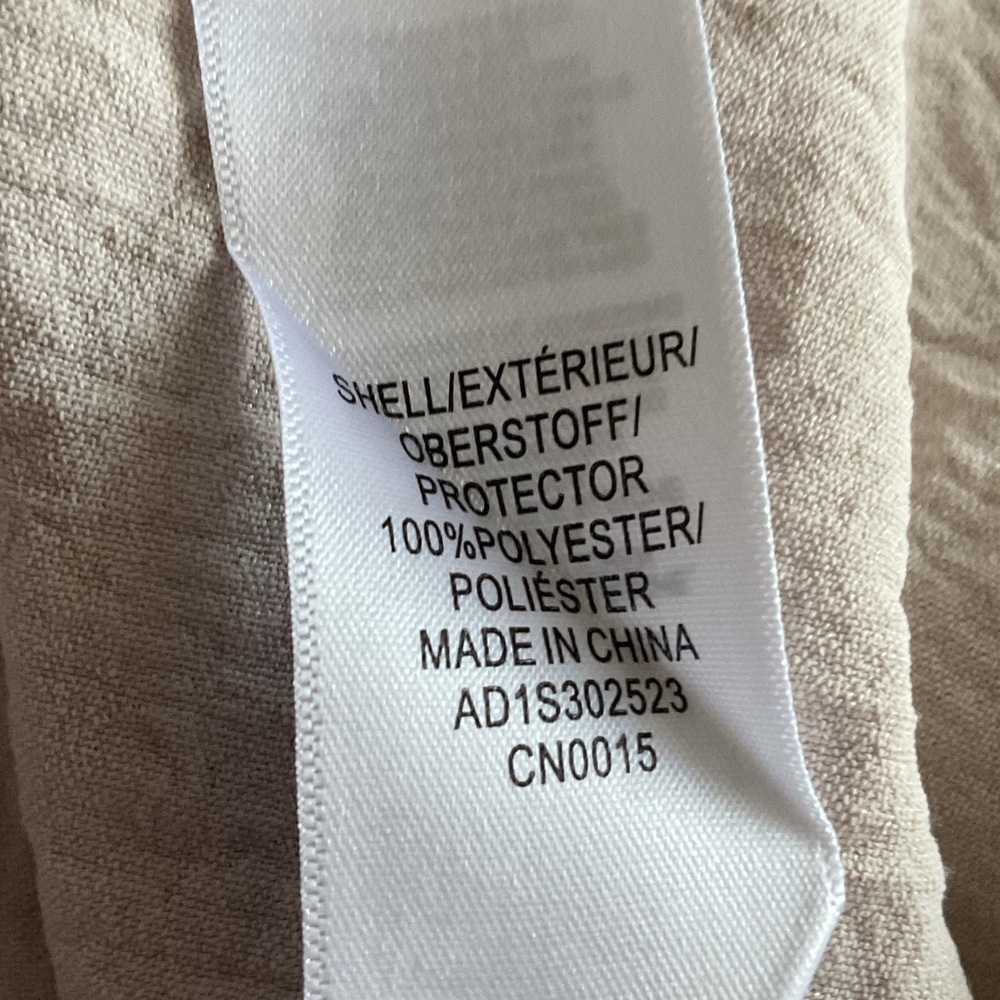 SHELL/EXTÉRIEUR/
OBERSTOFF/
PROTECTOR
100%POLYESTER/
POLIÉSTER
MADE IN CHINA
AD1S302523
CN0015